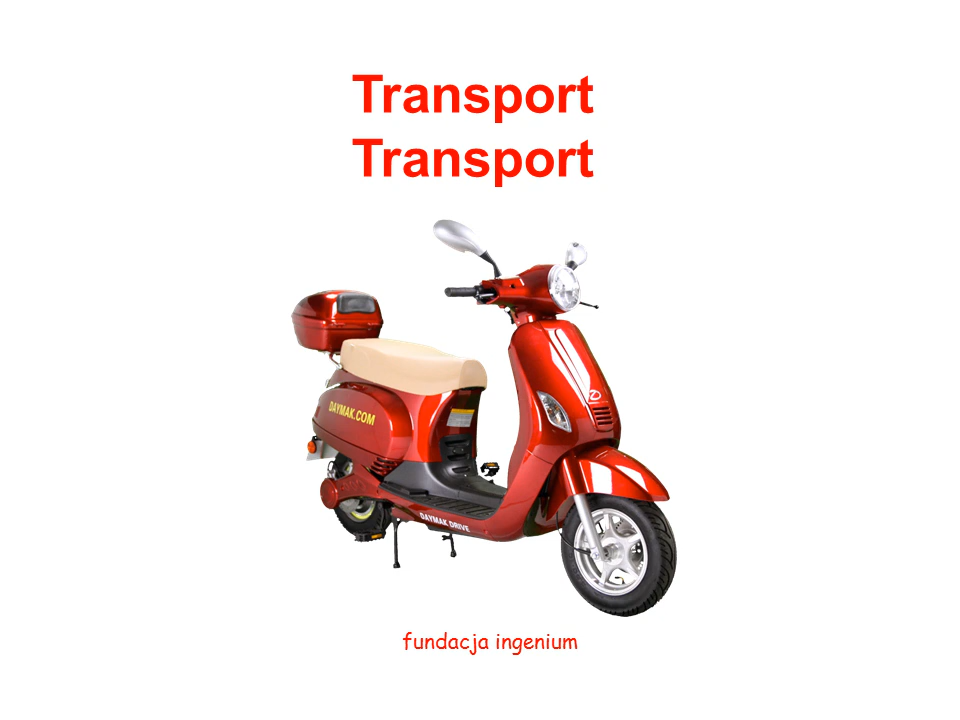 Transport
Transport
DAYMAK.COM
DAYMAK DRIVE
fundacja ingenium